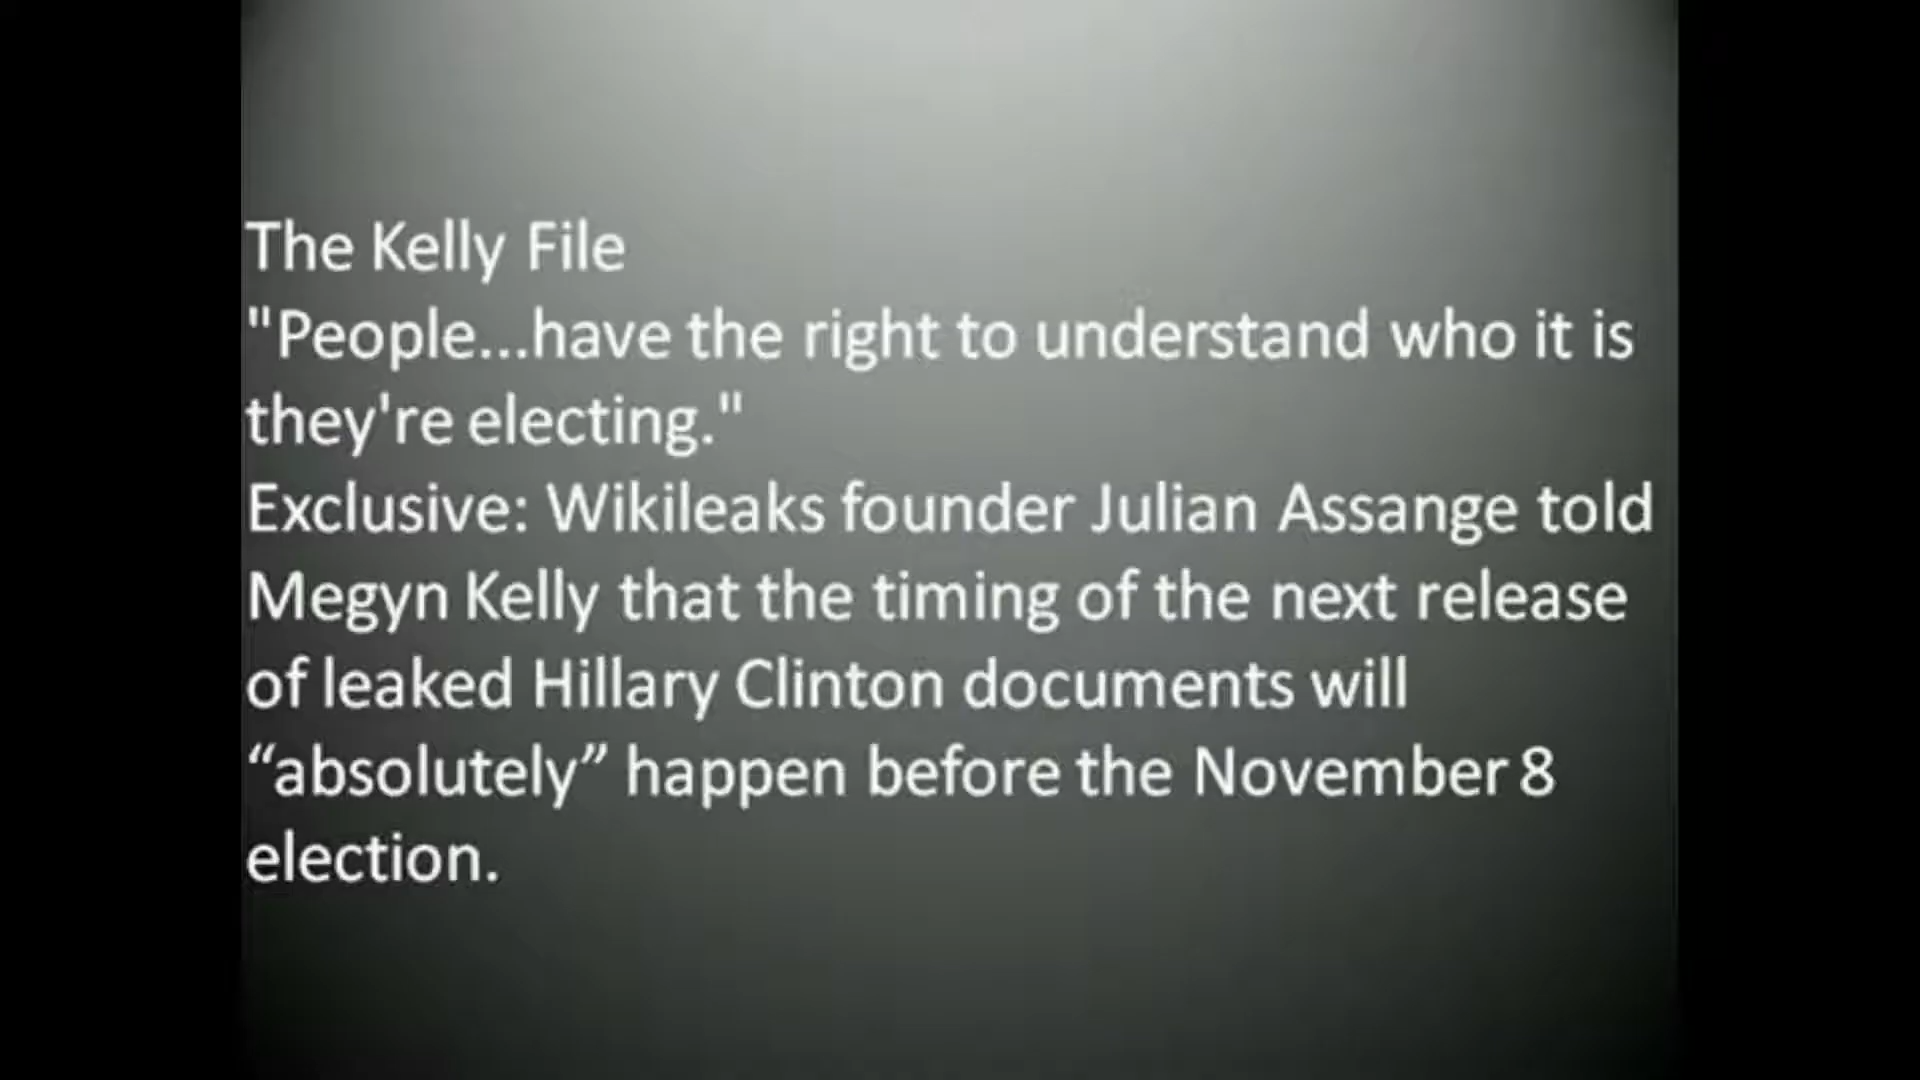 The Kelly File
"People...have the right to understand who it is
they're electing."
Exclusive: Wikileaks founder Julian Assange told
Megyn Kelly that the timing of the next release
of leaked Hillary Clinton documents will
“absolutely” happen before the November 8
election.